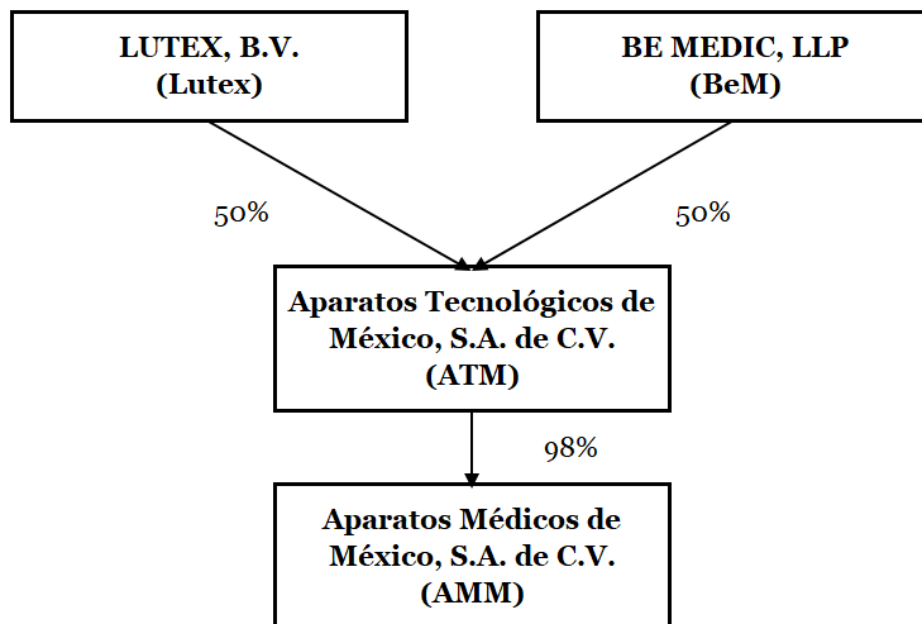 LUTEX, B.V.
(Lutex)
BE MEDIC, LLP
(BeM)
50%
50%
Aparatos Tecnológicos de
México, S.A. de C.V.
(ATM)
98%
Aparatos Médicos de
México, S.A. de C.V.
(AMM)